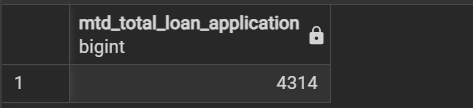 mtd_total_loan_application
bigint
1 4314